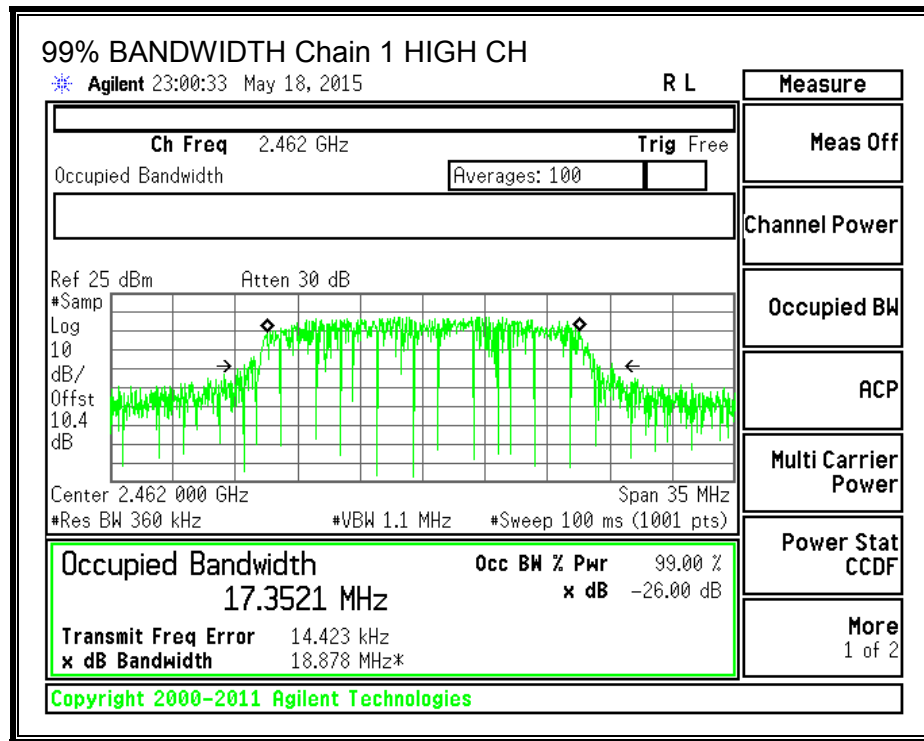 99% BANDWIDTH Chain 1 HIGH CH
Agilent 23:00:33 May 18, 2015 R L
Measure
Ch Freq 2.462 GHz Trig Free
Meas Off
Occupied Bandwidth Averages: 100
Channel Power
Ref 25 dBm Atten 30 dB
#Samp
Log
10
dB/
Offst
10.4
dB
Occupied BW
ACP
Multi Carrier
Power
Center 2.462 000 GHz Span 35 MHz
#Res BW 360 kHz #VBW 1.1 MHz #Sweep 100 ms (1001 pts)
Power Stat
CCDF
Occupied Bandwidth Occ BW % Pwr 99.00 %
17.3521 MHz x dB -26.00 dB
Transmit Freq Error 14.423 kHz
x dB Bandwidth 18.878 MHz*
More
1 of 2
Copyright 2000-2011 Agilent Technologies